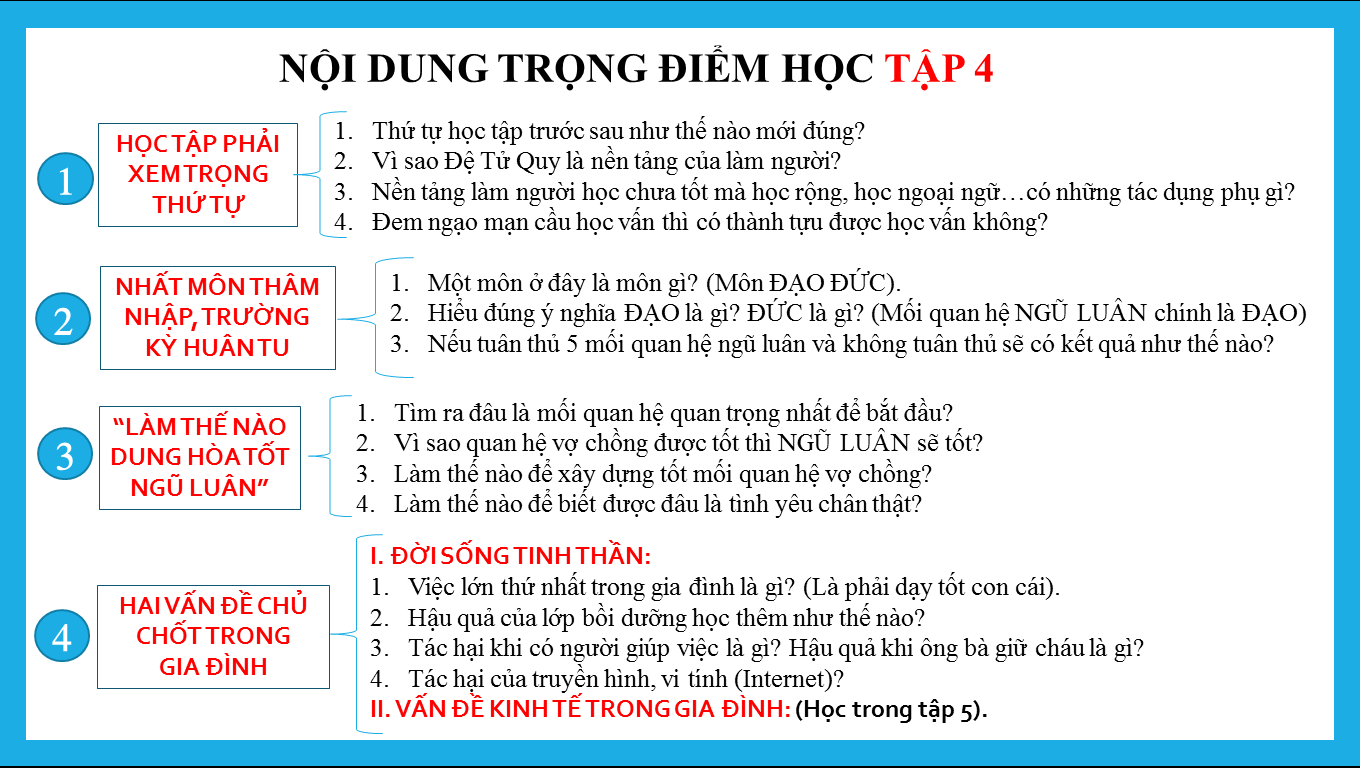 NỘI DUNG TRỌNG ĐIỂM HỌC TẬP 4
1
HỌC TẬP PHẢI
XEM TRỌNG
THỨ TỰ
1. Thứ tự học tập trước sau như thế nào mới đúng?
2. Vì sao Đệ Tử Quy là nền tảng của làm người?
3. Nền tảng làm người học chưa tốt mà học rộng, học ngoại ngữ…có những tác dụng phụ gì?
4. Đem ngạo mạn cầu học vấn thì có thành tựu được học vấn không?
2
NHẤT MÔN THÂM
NHẬP, TRƯỜNG
KỲ HUÂN TU
1. Một môn ở đây là môn gì? (Môn ĐẠO ĐỨC).
2. Hiểu đúng ý nghĩa ĐẠO là gì? ĐỨC là gì? (Mối quan hệ NGŨ LUÂN chính là ĐẠO)
3. Nếu tuân thủ 5 mối quan hệ ngũ luân và không tuân thủ sẽ có kết quả như thế nào?
3
“LÀM THẾ NÀO
DUNG HÒA TỐT
NGŨ LUÂN”
1. Tìm ra đâu là mối quan hệ quan trọng nhất để bắt đầu?
2. Vì sao quan hệ vợ chồng được tốt thì NGŨ LUÂN sẽ tốt?
3. Làm thế nào để xây dựng tốt mối quan hệ vợ chồng?
4. Làm thế nào để biết được đâu là tình yêu chân thật?
4
HAI VẤN ĐỀ CHỦ
CHỐT TRONG
GIA ĐÌNH
I. ĐỜI SỐNG TINH THẦN:
1. Việc lớn thứ nhất trong gia đình là gì? (Là phải dạy tốt con cái).
2. Hậu quả của lớp bồi dưỡng học thêm như thế nào?
3. Tác hại khi có người giúp việc là gì? Hậu quả khi ông bà giữ cháu là gì?
4. Tác hại của truyền hình, vi tính (Internet)?
II. VẤN ĐỀ KINH TẾ TRONG GIA ĐÌNH: (Học trong tập 5).